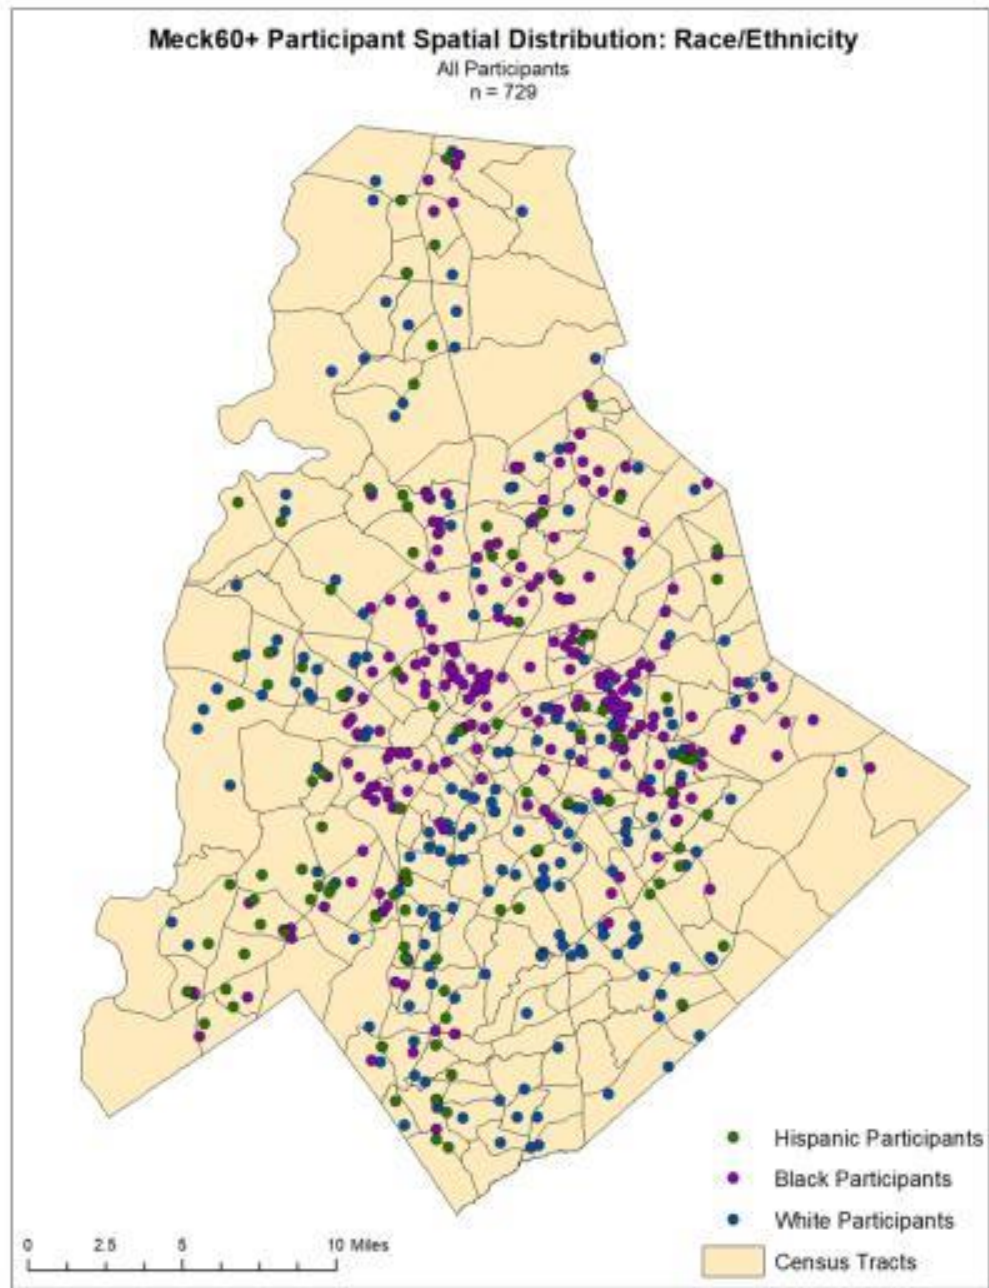 Meck60+ Participant Spatial Distribution: Race/Ethnicity
All Participants
n = 729
Hispanic Participants
Black Participants
White Participants
Census Tracts
0 2.5 5 10 Miles